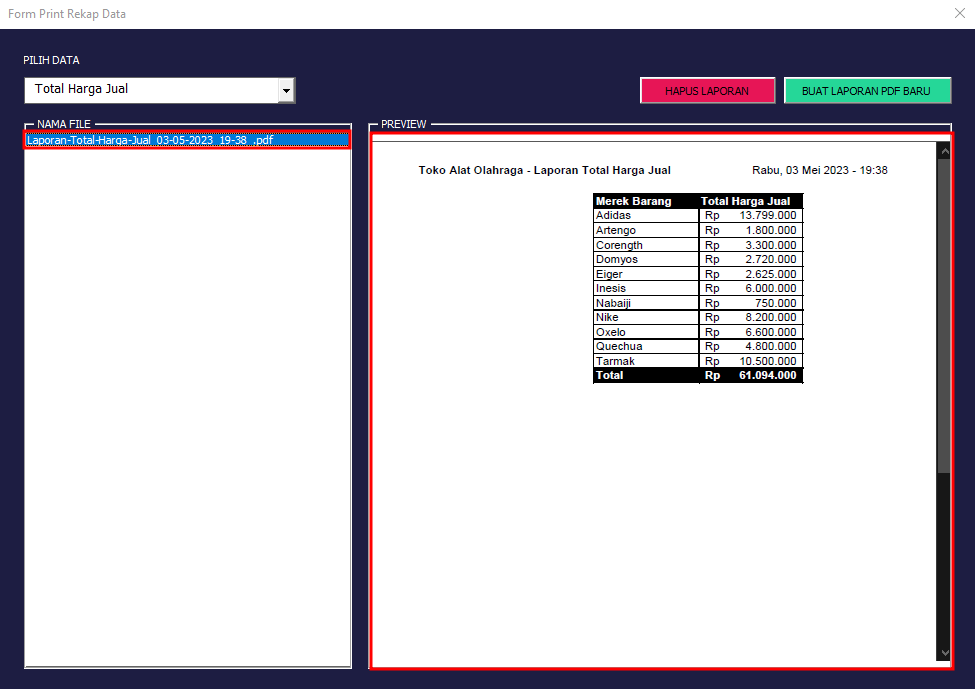 Form Print Rekap Data
PILIH DATA
Total Harga Jual
HAPUS LAPORAN
BUAT LAPORAN PDF BARU
NAMA FILE
Laporan-Total-Harga-Jual_03-05-2023_19-38_.pdf
PREVIEW
Toko Alat Olahraga - Laporan Total Harga Jual Rabu, 03 Mei 2023 - 19:38
Merek Barang Total Harga Jual
Adidas Rp 13.799.000
Artengo Rp 1.800.000
Corength Rp 3.300.000
Domyos Rp 2.720.000
Eiger Rp 2.625.000
Inesis Rp 6.000.000
Nabaiji Rp 750.000
Nike Rp 8.200.000
Oxelo Rp 6.600.000
Quechua Rp 4.800.000
Tarmak Rp 10.500.000
Total Rp 61.094.000